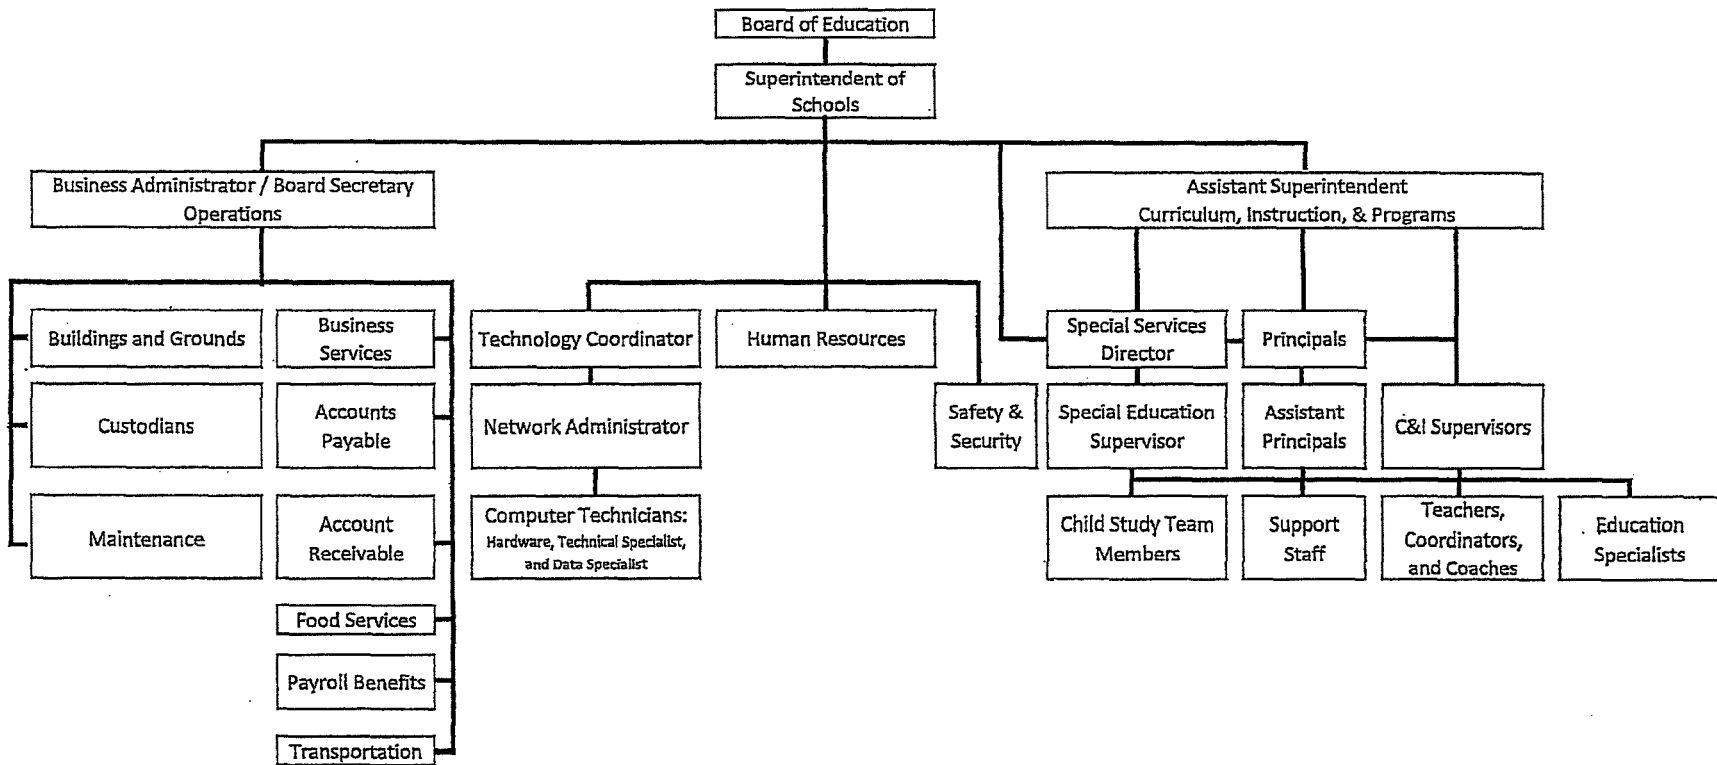 Board of Education
Superintendent of
Schools
Business Administrator / Board Secretary
Operations
Assistant Superintendent
Curriculum, Instruction, & Programs
Buildings and Grounds
Business
Services
Technology Coordinator
Human Resources
Special Services
Director
Principals
Custodians
Accounts
Payable
Network Administrator
Safety &
Security
Special Education
Supervisor
Assistant
Principals
C&I Supervisors
Maintenance
Account
Receivable
Computer Technicians:
Hardware, Technical Specialist,
and Data Specialist
Child Study Team
Members
Support
Staff
Teachers,
Coordinators,
and Coaches
Education
Specialists
Food Services
Payroll Benefits
Transportation